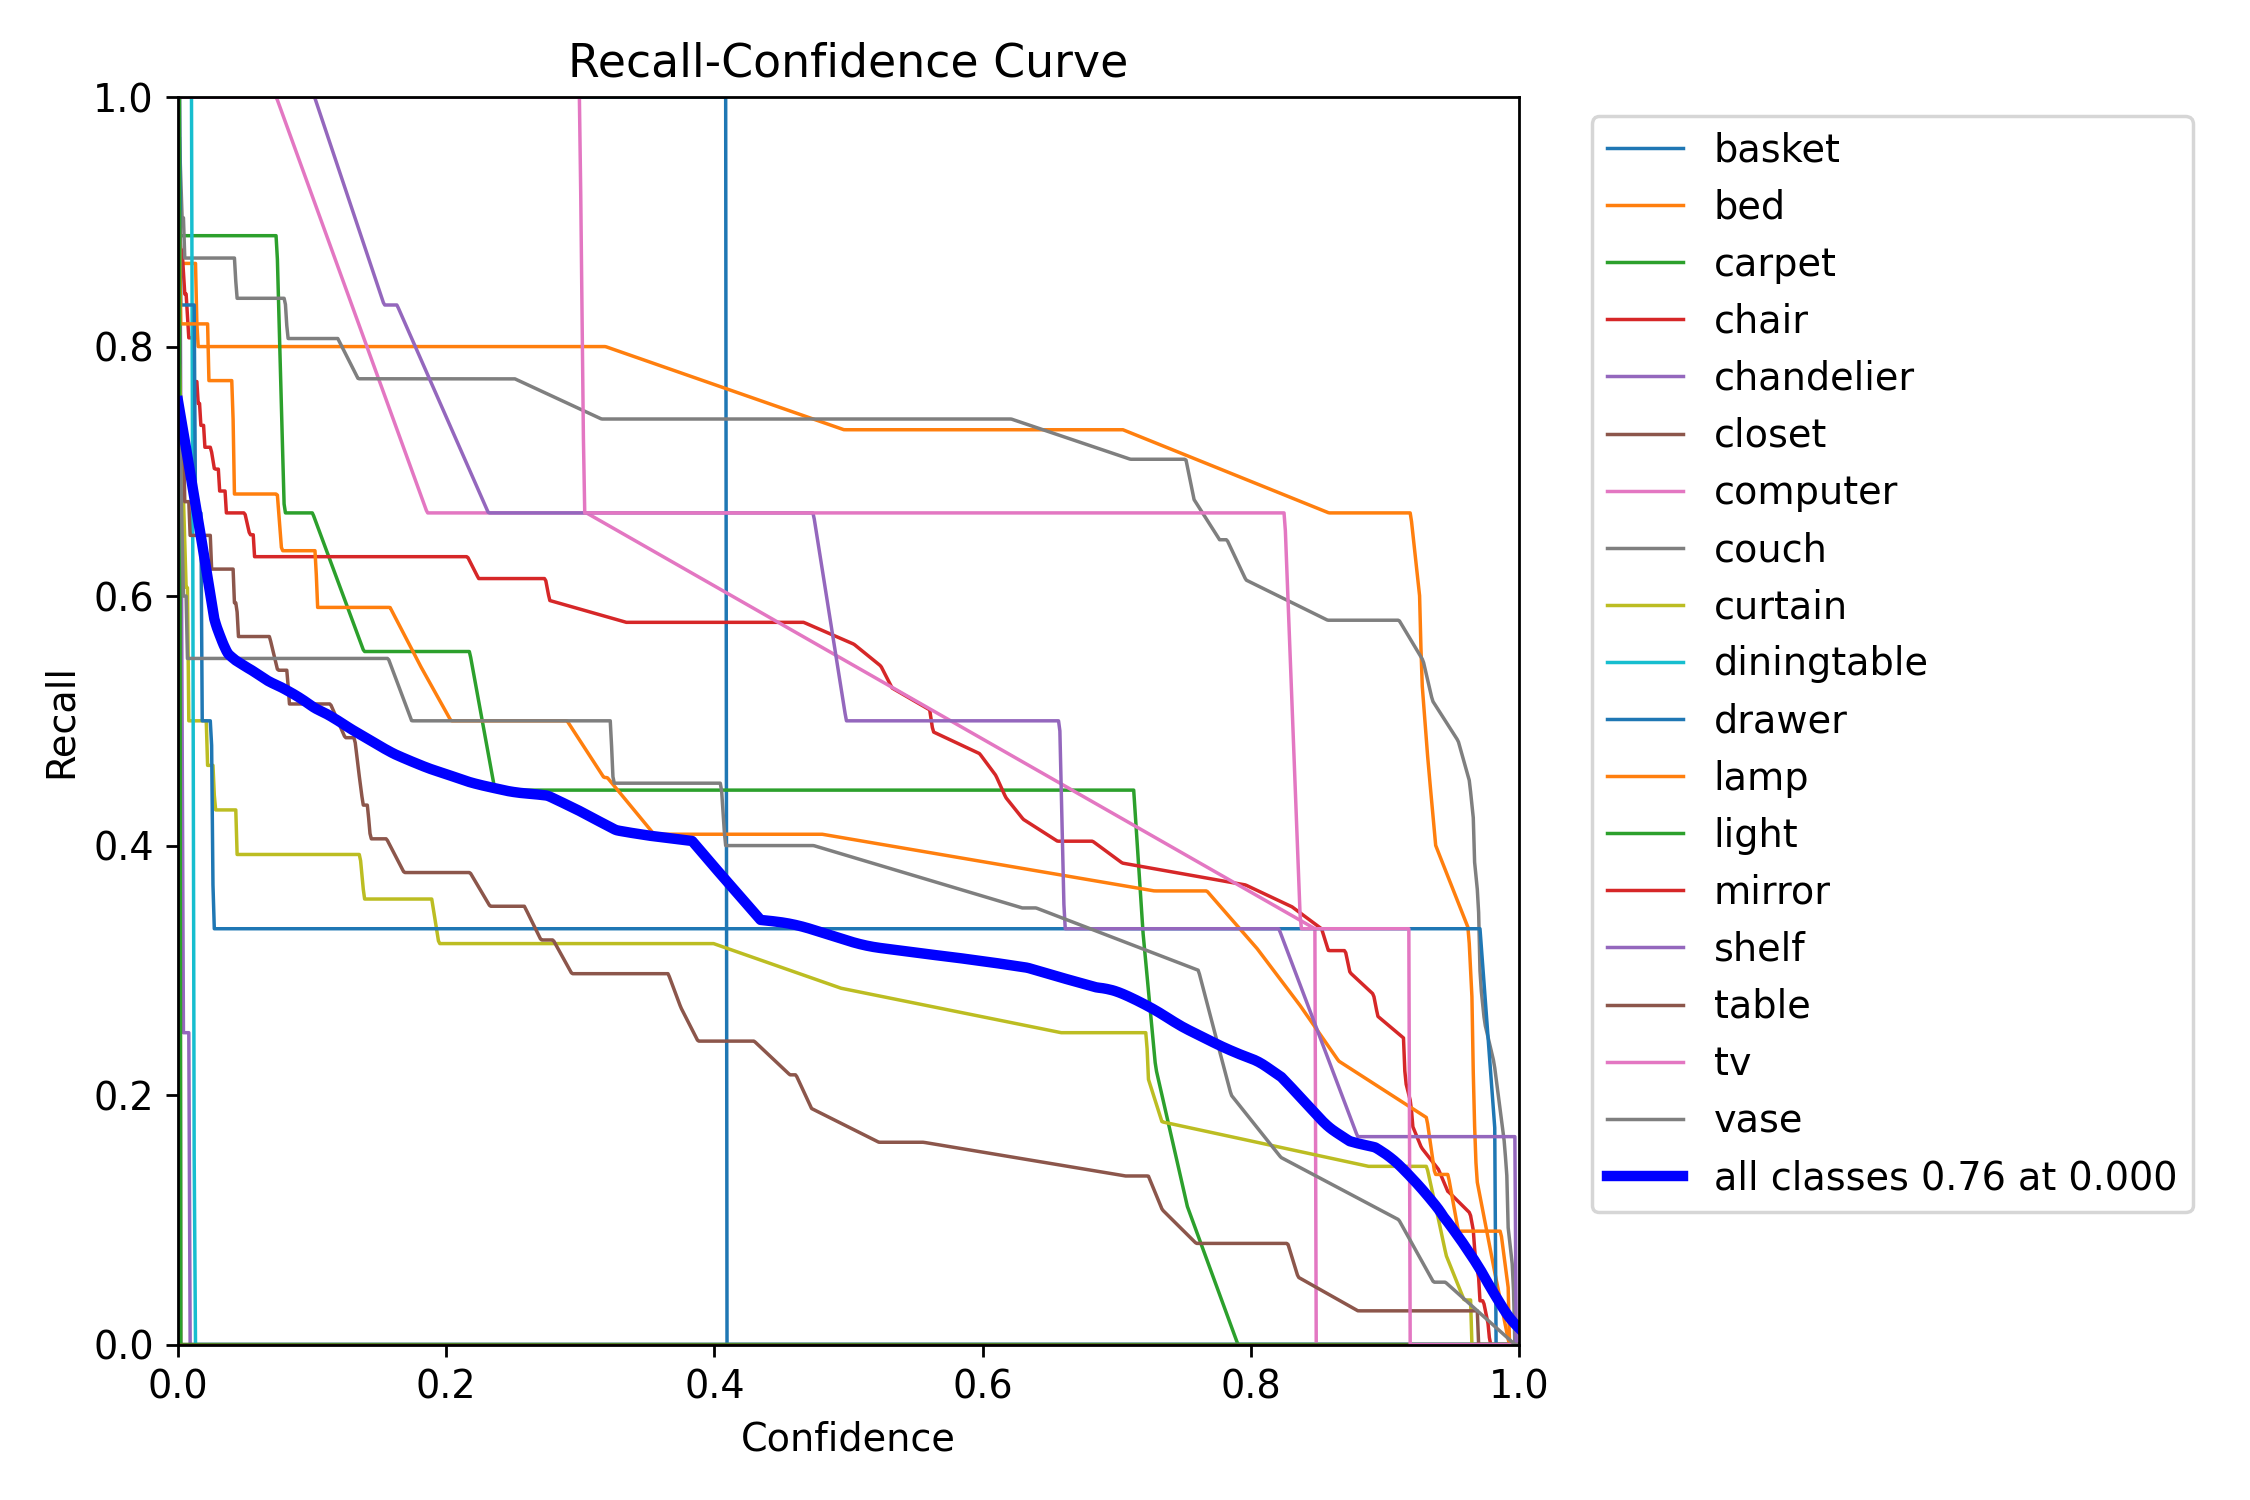 Recall-Confidence Curve
1.0
0.8
0.6
0.4
0.2
0.0
Recall
0.0 0.2 0.4 0.6 0.8 1.0
Confidence
basket
bed
carpet
chair
chandelier
closet
computer
couch
curtain
diningtable
drawer
lamp
light
mirror
shelf
table
tv
vase
all classes 0.76 at 0.000